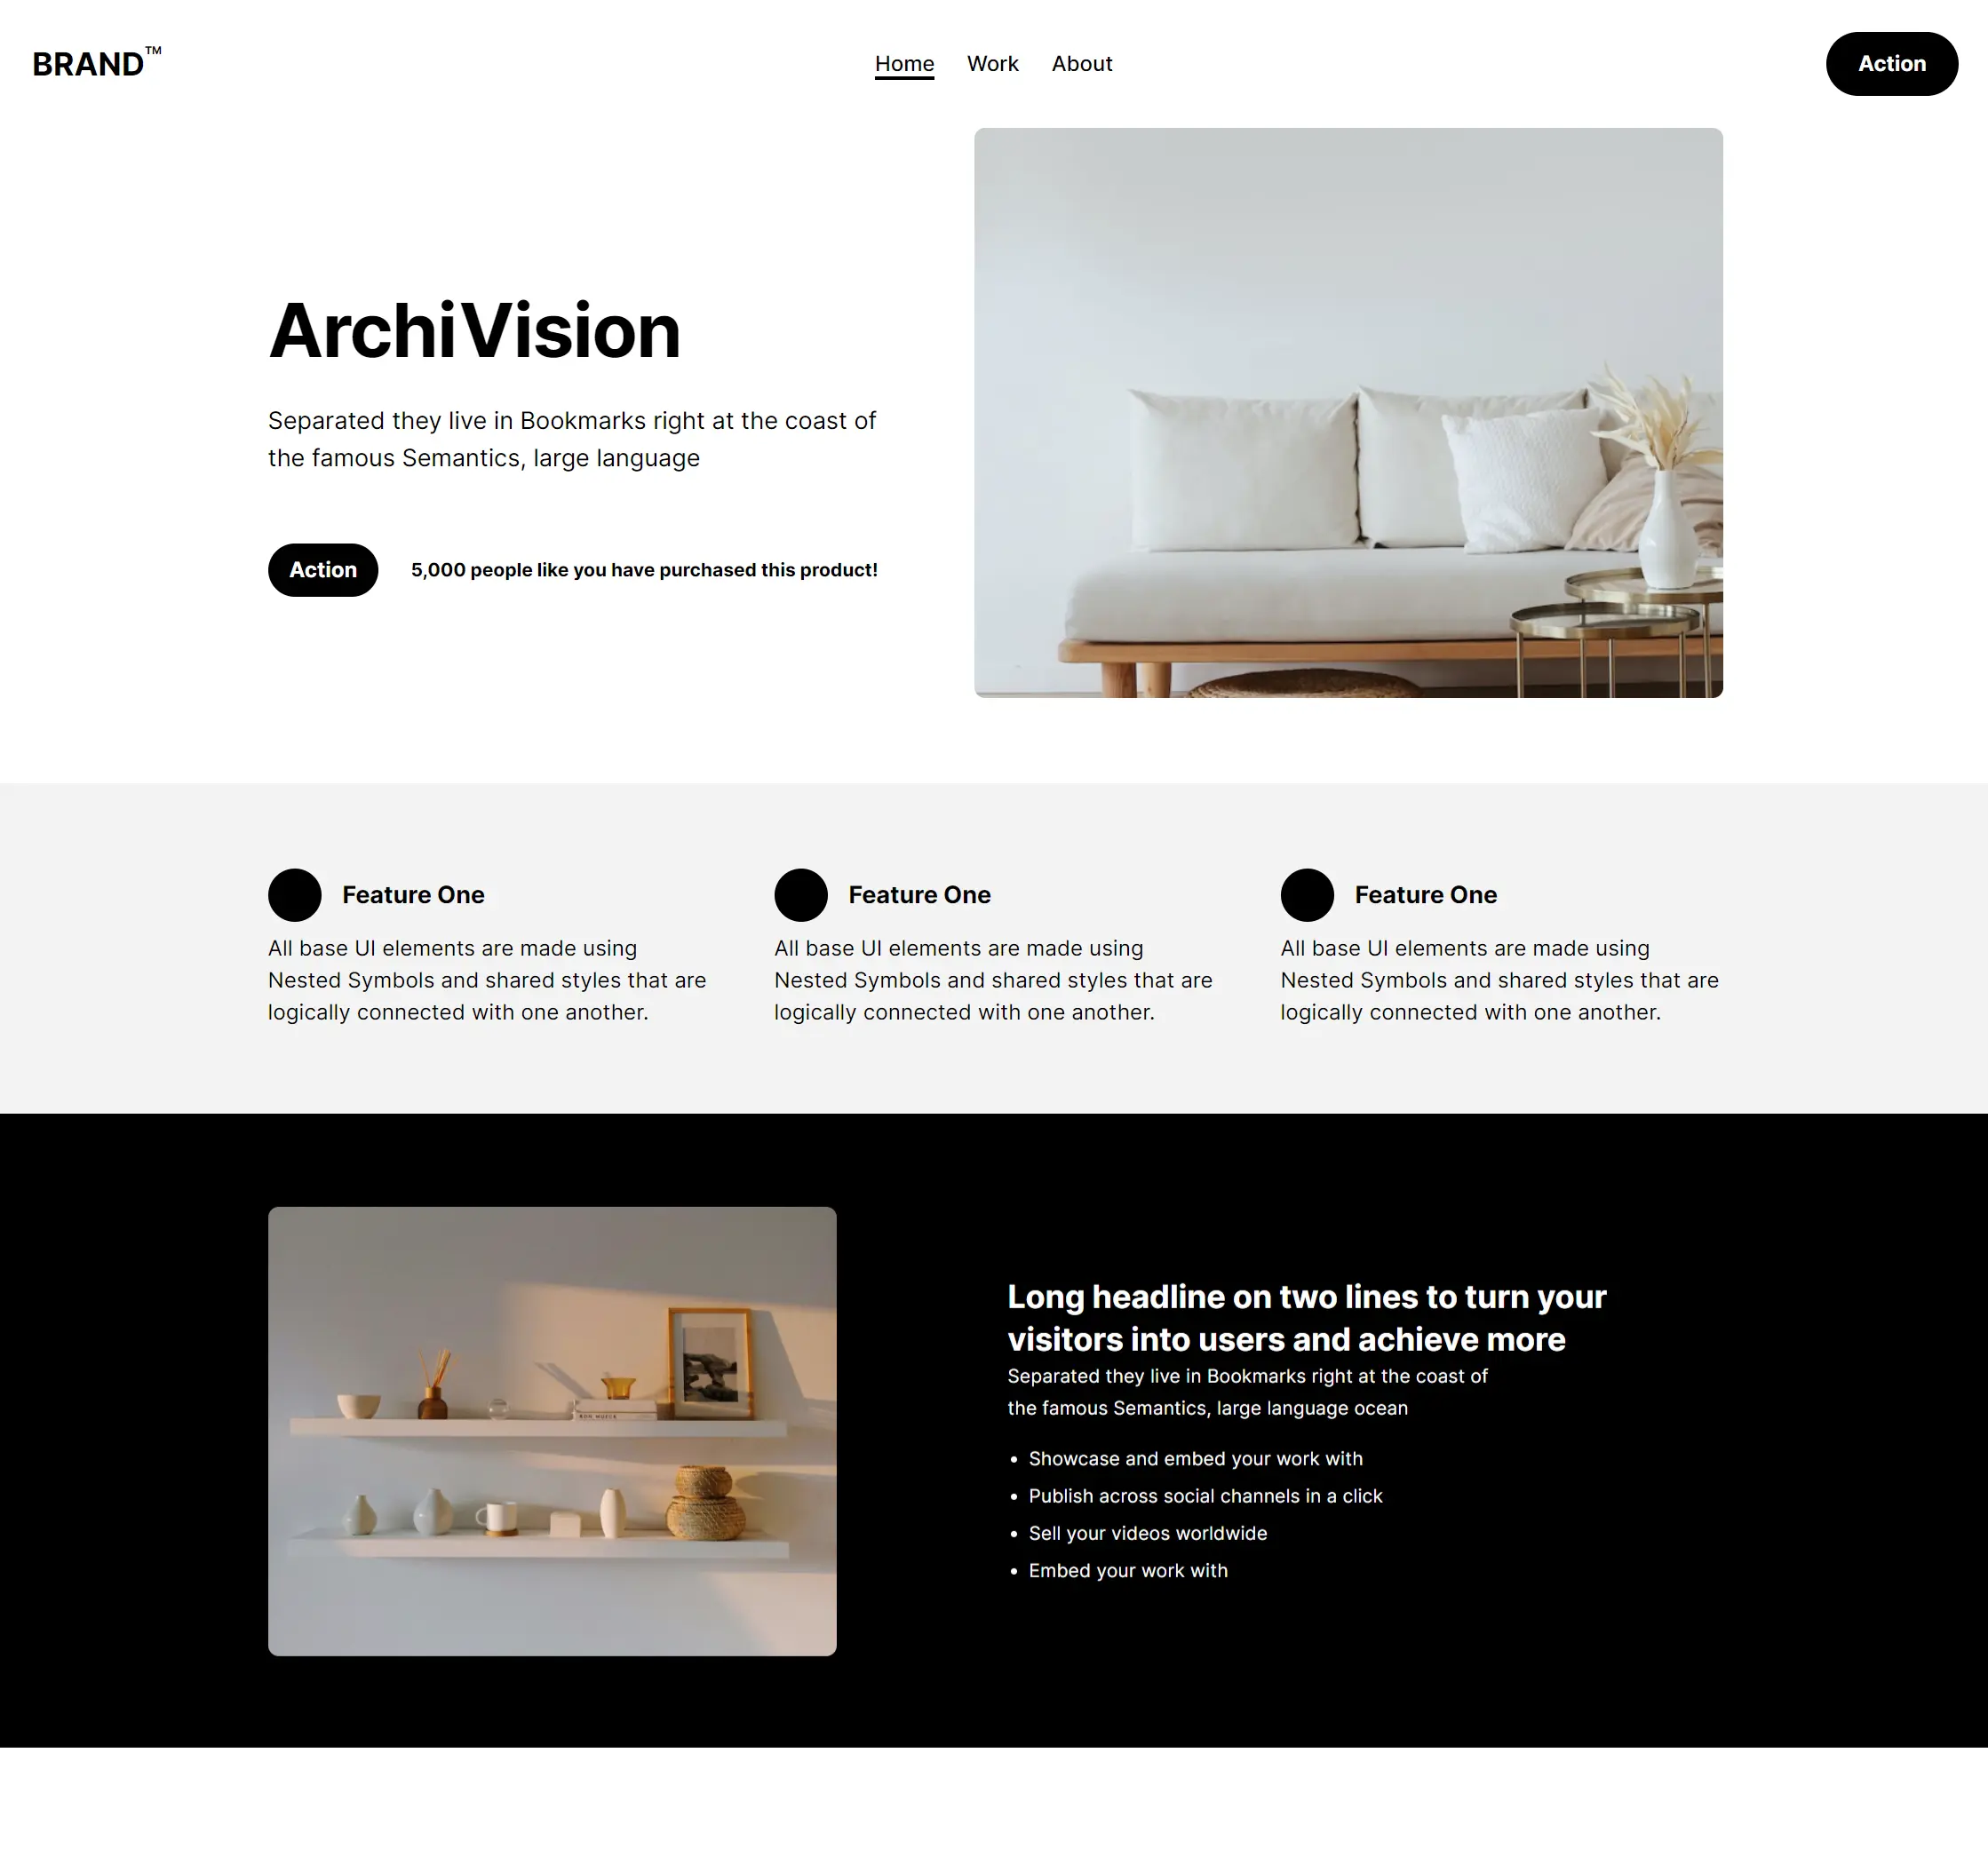 BRAND™
Home Work About
Action
ArchiVision
Separated they live in Bookmarks right at the coast of
the famous Semantics, large language
Action
5,000 people like you have purchased this product!
Feature One
All base UI elements are made using
Nested Symbols and shared styles that are
logically connected with one another.
Feature One
All base UI elements are made using
Nested Symbols and shared styles that are
logically connected with one another.
Feature One
All base UI elements are made using
Nested Symbols and shared styles that are
logically connected with one another.
Long headline on two lines to turn your
visitors into users and achieve more
Separated they live in Bookmarks right at the coast of
the famous Semantics, large language ocean
Showcase and embed your work with
Publish across social channels in a click
Sell your videos worldwide
Embed your work with